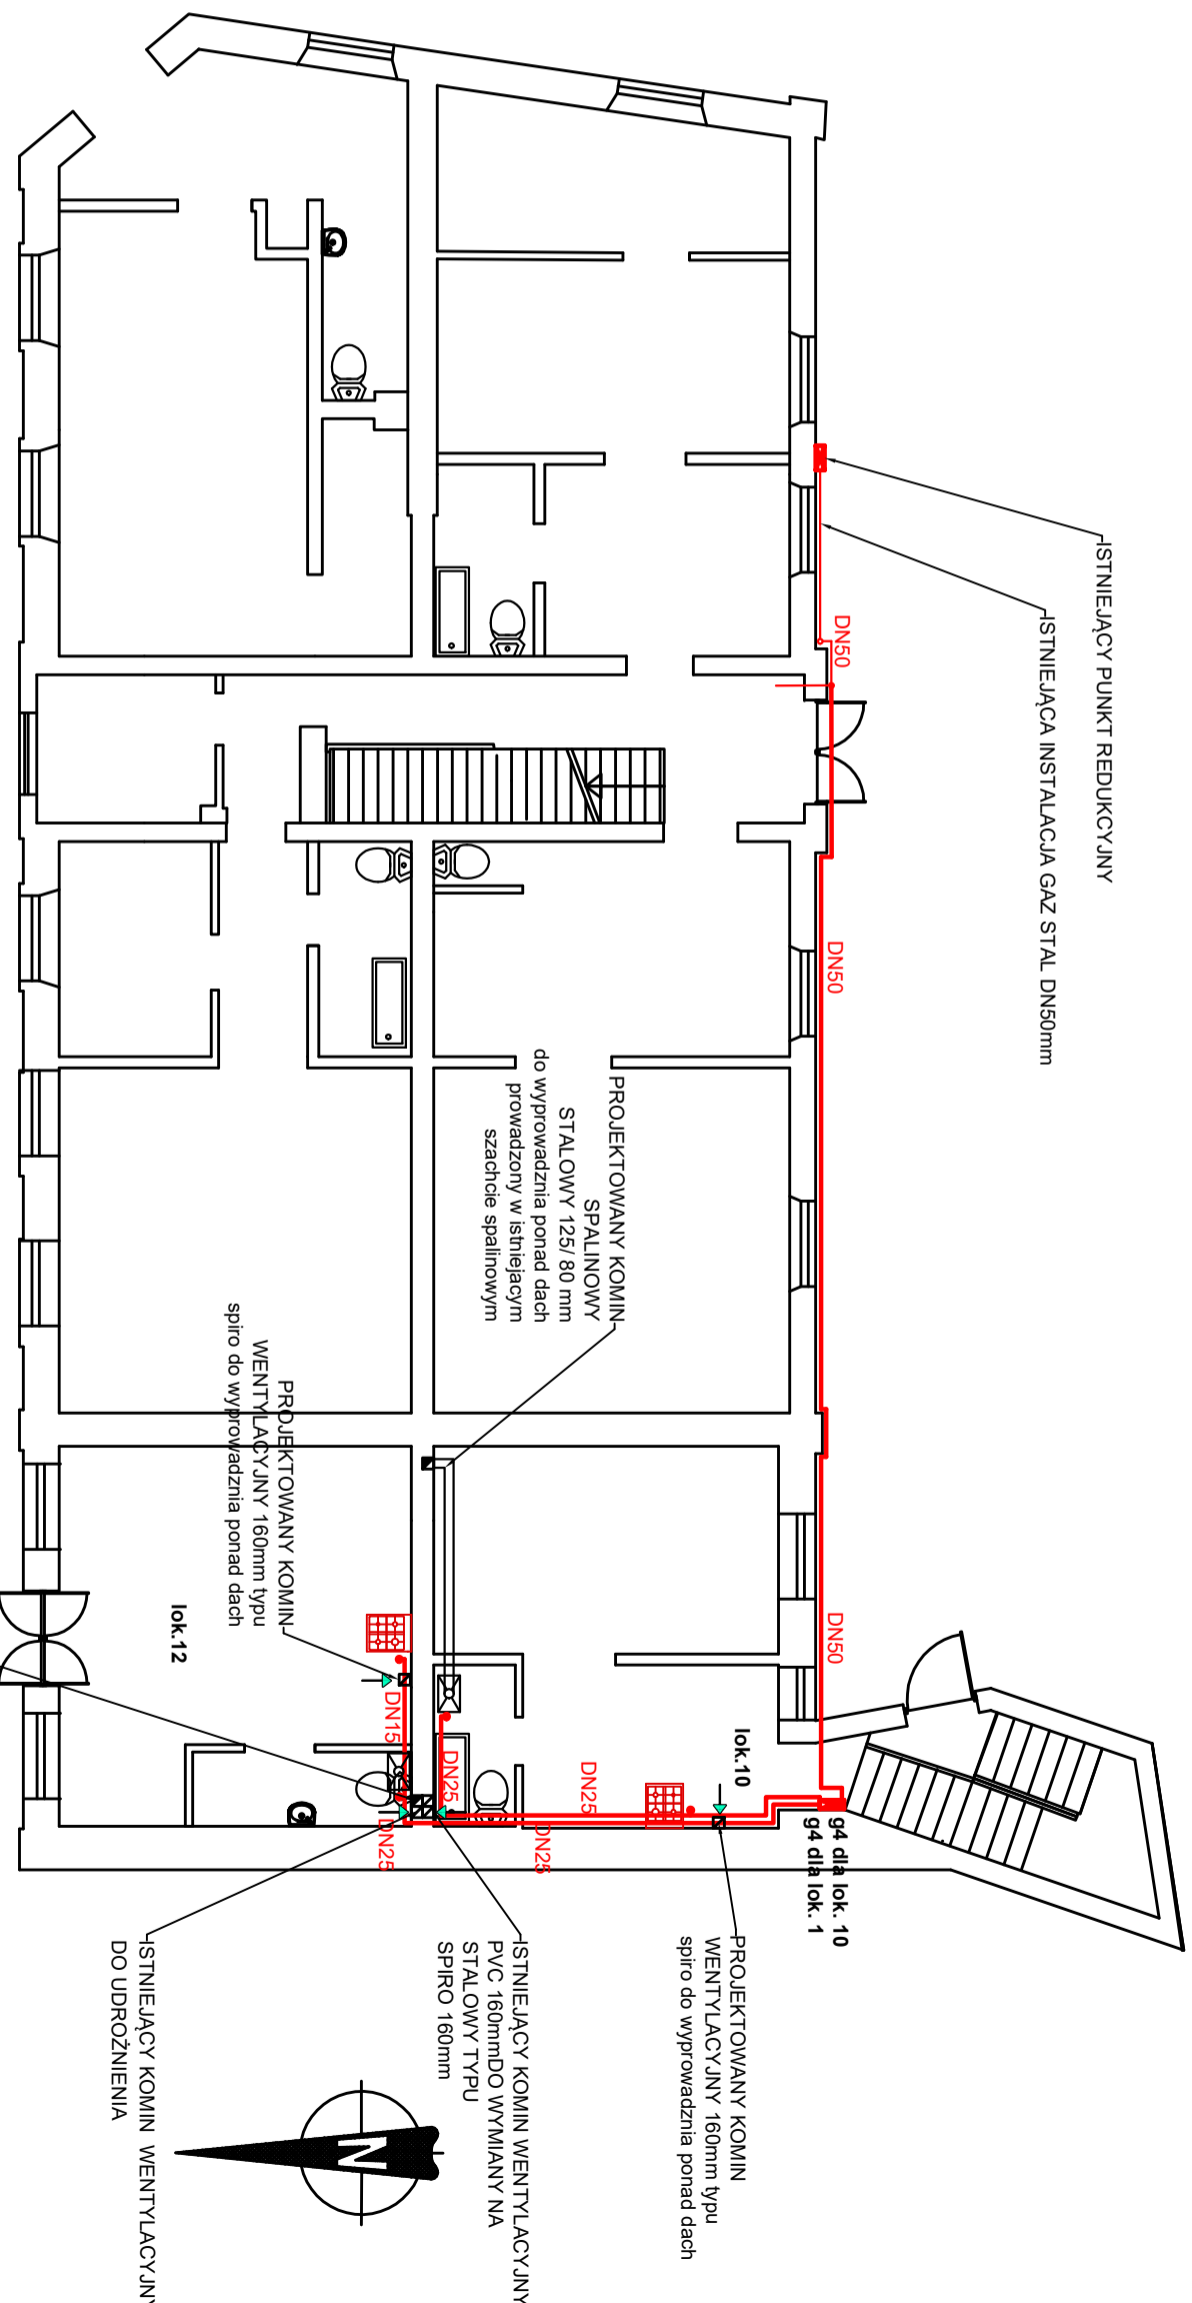 ISTNIEJĄCY PUNKT REDUKCYJNY
ISTNIEJĄCA INSTALACJA GAZ STAL DN50mm
DN50
DN50
DN50
PROJEKTOWANY KOMIN
SPALINOWY
STALOWY 125/ 80 mm
do wyprowadznia ponad dach
prowadzony w istniejacym
szachcie spalinowym
PROJEKTOWANY KOMIN
WENTYLACYJNY 160mm typu
spiro do wyprowadznia ponad dach
lok.12
lok.10
DN15
DN25
DN25
DN25
DN25
g4 dla lok. 10
g4 dla lok. 1
PROJEKTOWANY KOMIN
WENTYLACYJNY 160mm typu
spiro do wyprowadznia ponad dach
ISTNIEJĄCY KOMIN WENTYLACYJNY
PVC 160mmDO WYMIANY NA
STALOWY TYPU
SPIRO 160mm
ISTNIEJĄCY KOMIN WENTYLACYJNY
DO UDROŻNIENIA
N